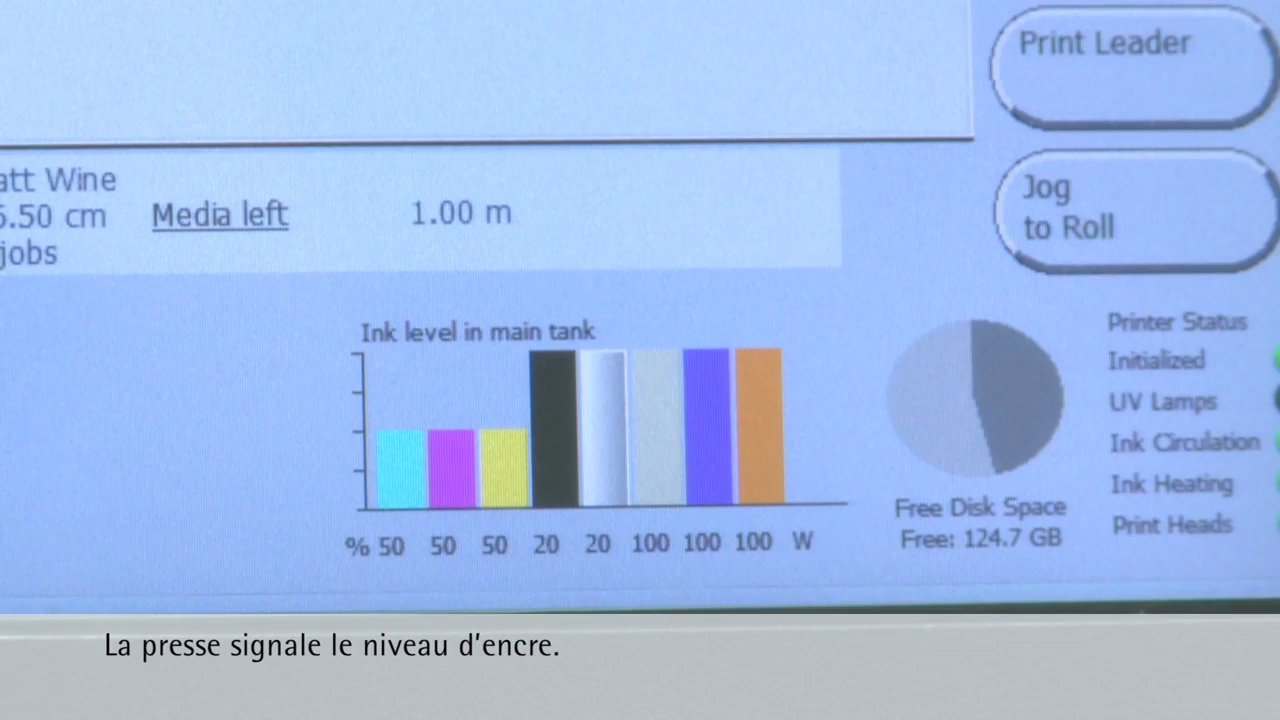 Print Leader
Jog
to Roll
att Wine
5.50 cm Media left 1.00 m
jobs
Ink level in main tank
% 50 50 50 20 20 100 100 100 W
Free Disk Space
Free: 124.7 GB
Printer Status
Initialized
UV Lamps
Ink Circulation
Ink Heating
Print Heads
La presse signale le niveau d'encre.